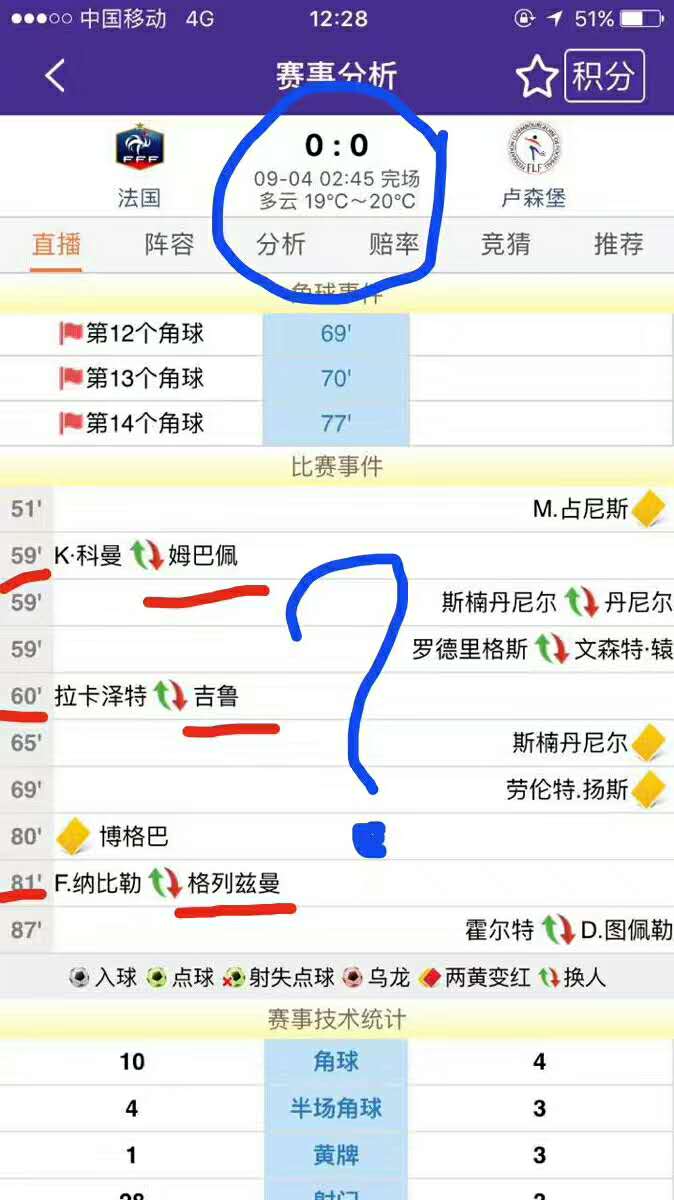 中国移动 4G 12:28 51%
赛事分析 积分
0:0
09-04 02:45 完场
多云 19℃~20℃
FFF 法国
FLF 卢森堡
直播 阵容 分析 赔率 竞猜 推荐
角球事件
第12个角球 69'
第13个角球 70'
第14个角球 77'
比赛事件
51' M.占尼斯
59' K·科曼 姆巴佩
59' 斯楠丹尼尔 丹尼尔
59' 罗德里格斯 文森特·辕
60' 拉卡泽特 吉鲁
65' 斯楠丹尼尔
69' 劳伦特.扬斯
80' 博格巴
81' F.纳比勒 格列兹曼
87' 霍尔特 D.图佩勒
入球 点球 射失点球 乌龙 两黄变红 换人
赛事技术统计
10 角球 4
4 半场角球 3
1 黄牌 3
射门